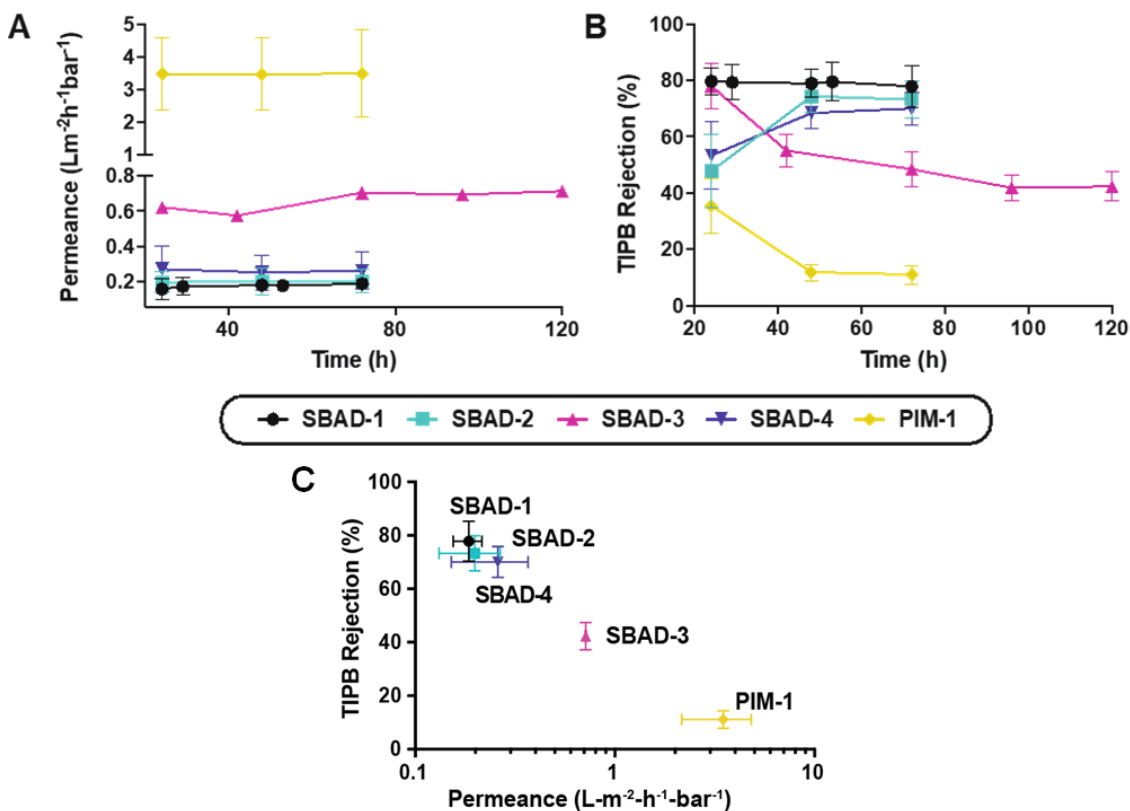 A
Permeance (Lm⁻²h⁻¹bar⁻¹)
5
4
3
2
1
0.8
0.6
0.4
0.2
40 80 120
Time (h)
B
TIPB Rejection (%)
100
80
60
40
20
0
20 40 60 80 100 120
Time (h)
SBAD-1 SBAD-2 SBAD-3 SBAD-4 PIM-1
C
TIPB Rejection (%)
100
80
60
40
20
0
SBAD-1
SBAD-2
SBAD-4
SBAD-3
PIM-1
0.1 1 10
Permeance (L-m⁻²-h⁻¹-bar⁻¹)